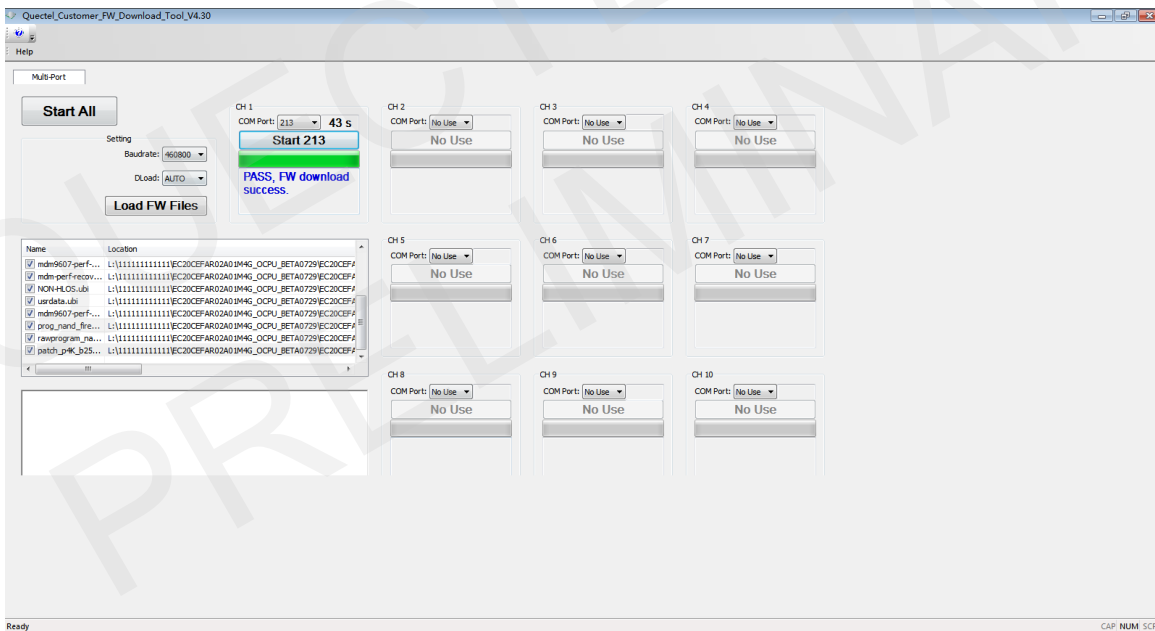 Quectel_Customer_FW_Download_Tool_V4.30
Help
Multi-Port
Start All
Setting
Baudrate: 460800
DLoad: AUTO
Load FW Files
CH 1
COM Port: 213 43 s
Start 213
PASS, FW download
success.
CH 2
COM Port: No Use
No Use
CH 3
COM Port: No Use
No Use
CH 4
COM Port: No Use
No Use
Name Location
mdm9607-perf-... L:\111111111111\EC20CEFAR02A01M4G_OCPU_BETA0729\EC20CEFA
mdm-perf-recov... L:\111111111111\EC20CEFAR02A01M4G_OCPU_BETA0729\EC20CEFA
NON-HLOS.ubi L:\111111111111\EC20CEFAR02A01M4G_OCPU_BETA0729\EC20CEFA
usrdata.ubi L:\111111111111\EC20CEFAR02A01M4G_OCPU_BETA0729\EC20CEFA
mdm9607-perf-... L:\111111111111\EC20CEFAR02A01M4G_OCPU_BETA0729\EC20CEFA
prog_nand_fire... L:\111111111111\EC20CEFAR02A01M4G_OCPU_BETA0729\EC20CEFA
rawprogram_na... L:\111111111111\EC20CEFAR02A01M4G_OCPU_BETA0729\EC20CEFA
patch_p4K_b25... L:\111111111111\EC20CEFAR02A01M4G_OCPU_BETA0729\EC20CEFA
CH 5
COM Port: No Use
No Use
CH 6
COM Port: No Use
No Use
CH 7
COM Port: No Use
No Use
CH 8
COM Port: No Use
No Use
CH 9
COM Port: No Use
No Use
CH 10
COM Port: No Use
No Use
QUECTE
PRELIMINAR
Ready
CAP NUM SCR